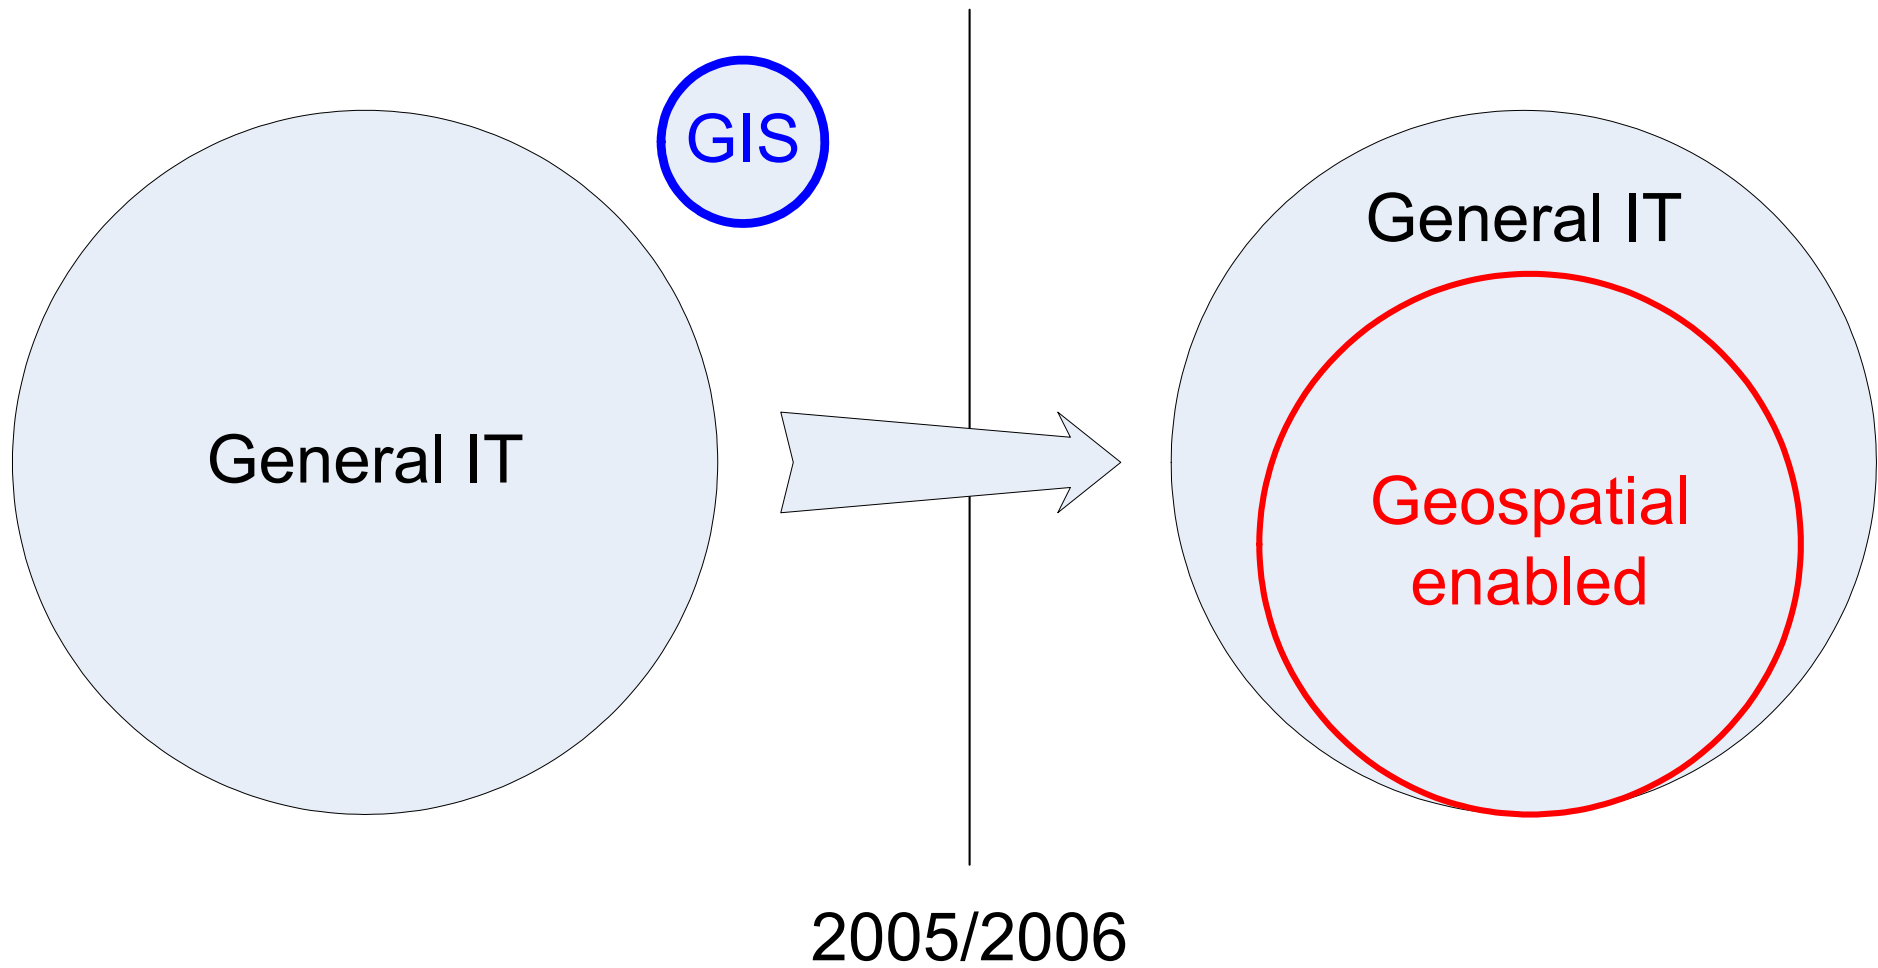 GIS
General IT
General IT
Geospatial
enabled
2005/2006